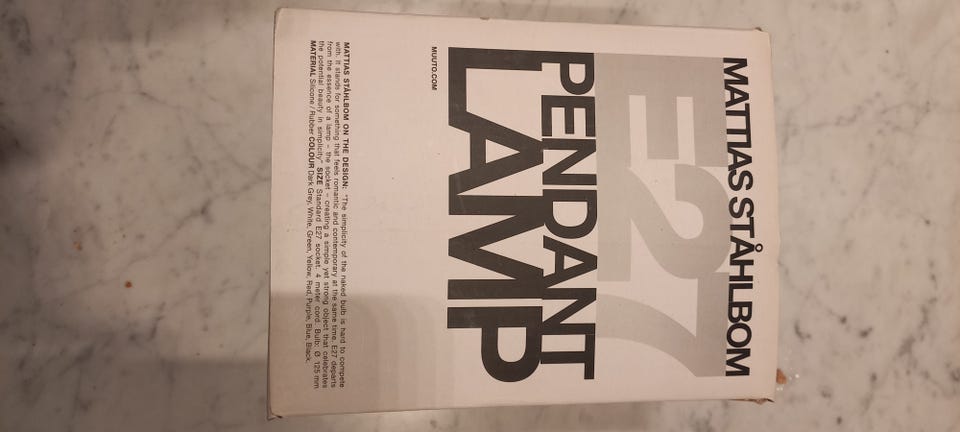 MATTIAS STÅHLBOM
E27
PENDANT
LAMP
MUUTO.COM
MATTIAS STÅHLBOM ON THE DESIGN: "The simplicity of the naked bulb is hard to compete
with. It stands for something that feels romantic and contemporary at the same time. E27 departs
from the essence of a lamp – the socket – creating a simple yet strong object that celebrates
the potential beauty in simplicity" SIZE Standard E27 socket. 4 meter cord. Bulb: Ø 125 mm
MATERIAL Silicone / Rubber COLOUR Dark Grey, White, Green, Yellow, Red, Purple, Blue, Black.